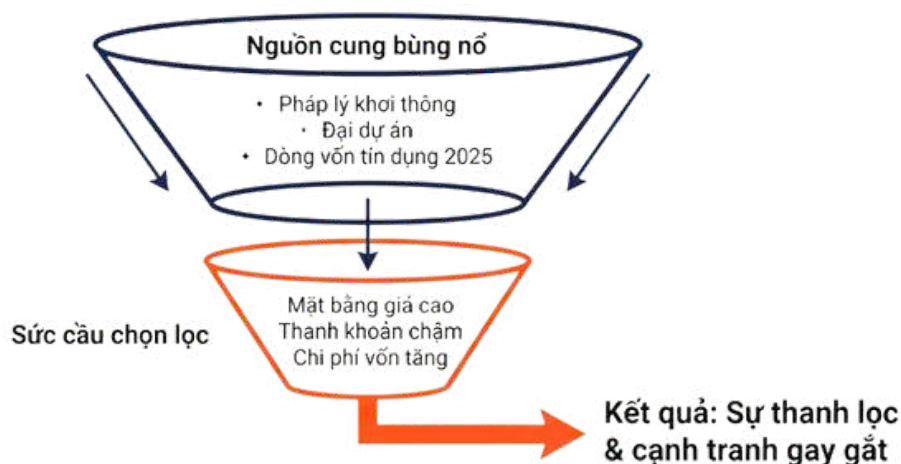 Nguồn cung bùng nổ
• Pháp lý khơi thông
• Đại dự án
• Dòng vốn tín dụng 2025
Mặt bằng giá cao
Sức cầu chọn lọc
Thanh khoản chậm
Chi phí vốn tăng
Kết quả: Sự thanh lọc
& cạnh tranh gay gắt